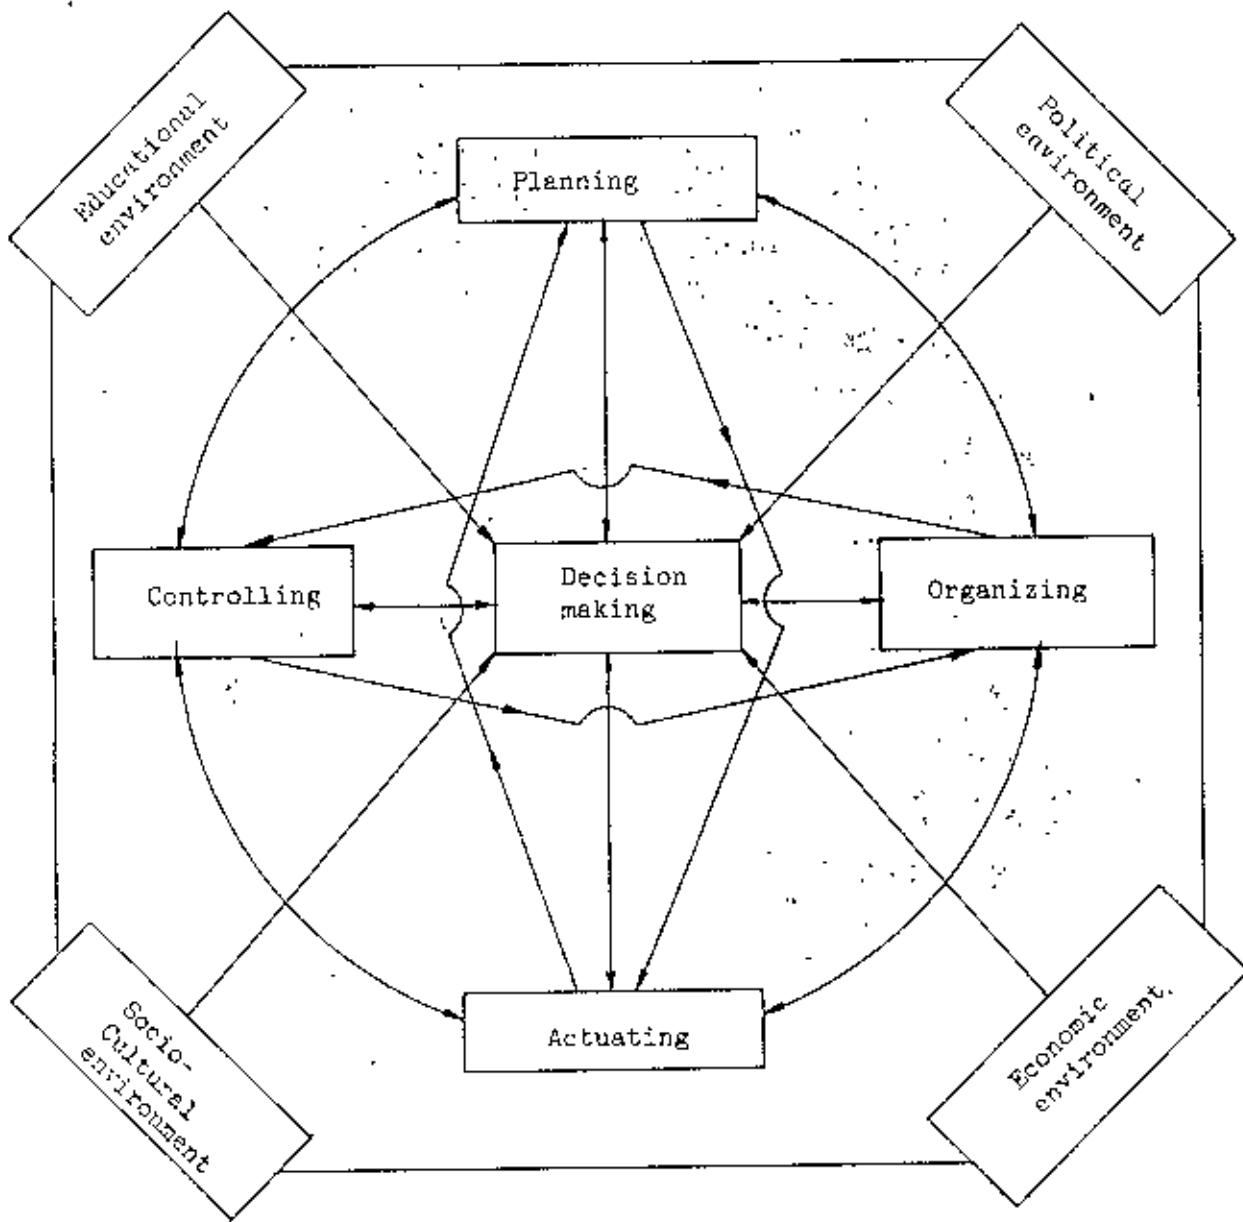 Educational
environment
Political
environment
Planning
Controlling
Decision
making
Organizing
Actuating
Socio-
Cultural
environment
Economic
environment